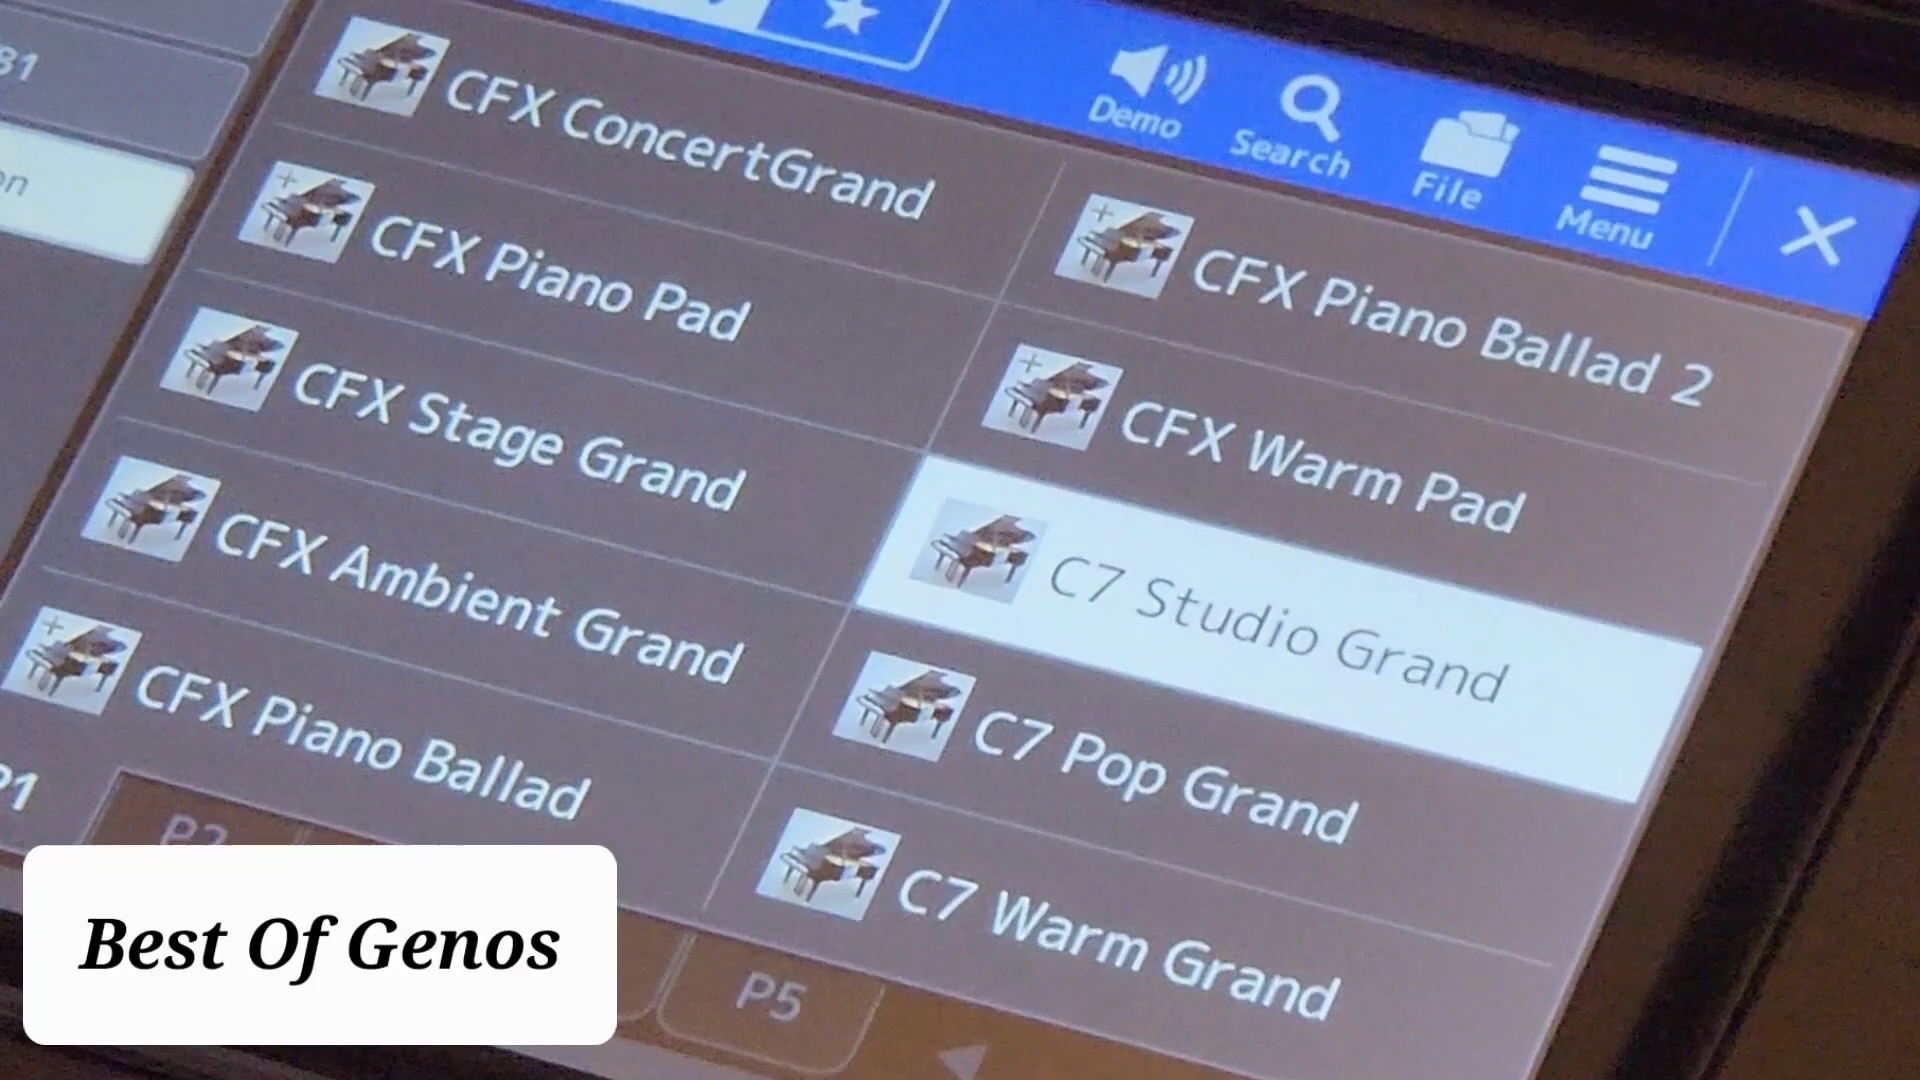 Demo
Search
File
Menu
CFX ConcertGrand
CFX Piano Pad
CFX Stage Grand
CFX Ambient Grand
CFX Piano Ballad
CFX Piano Ballad 2
CFX Warm Pad
C7 Studio Grand
C7 Pop Grand
C7 Warm Grand
P5
Best Of Genos